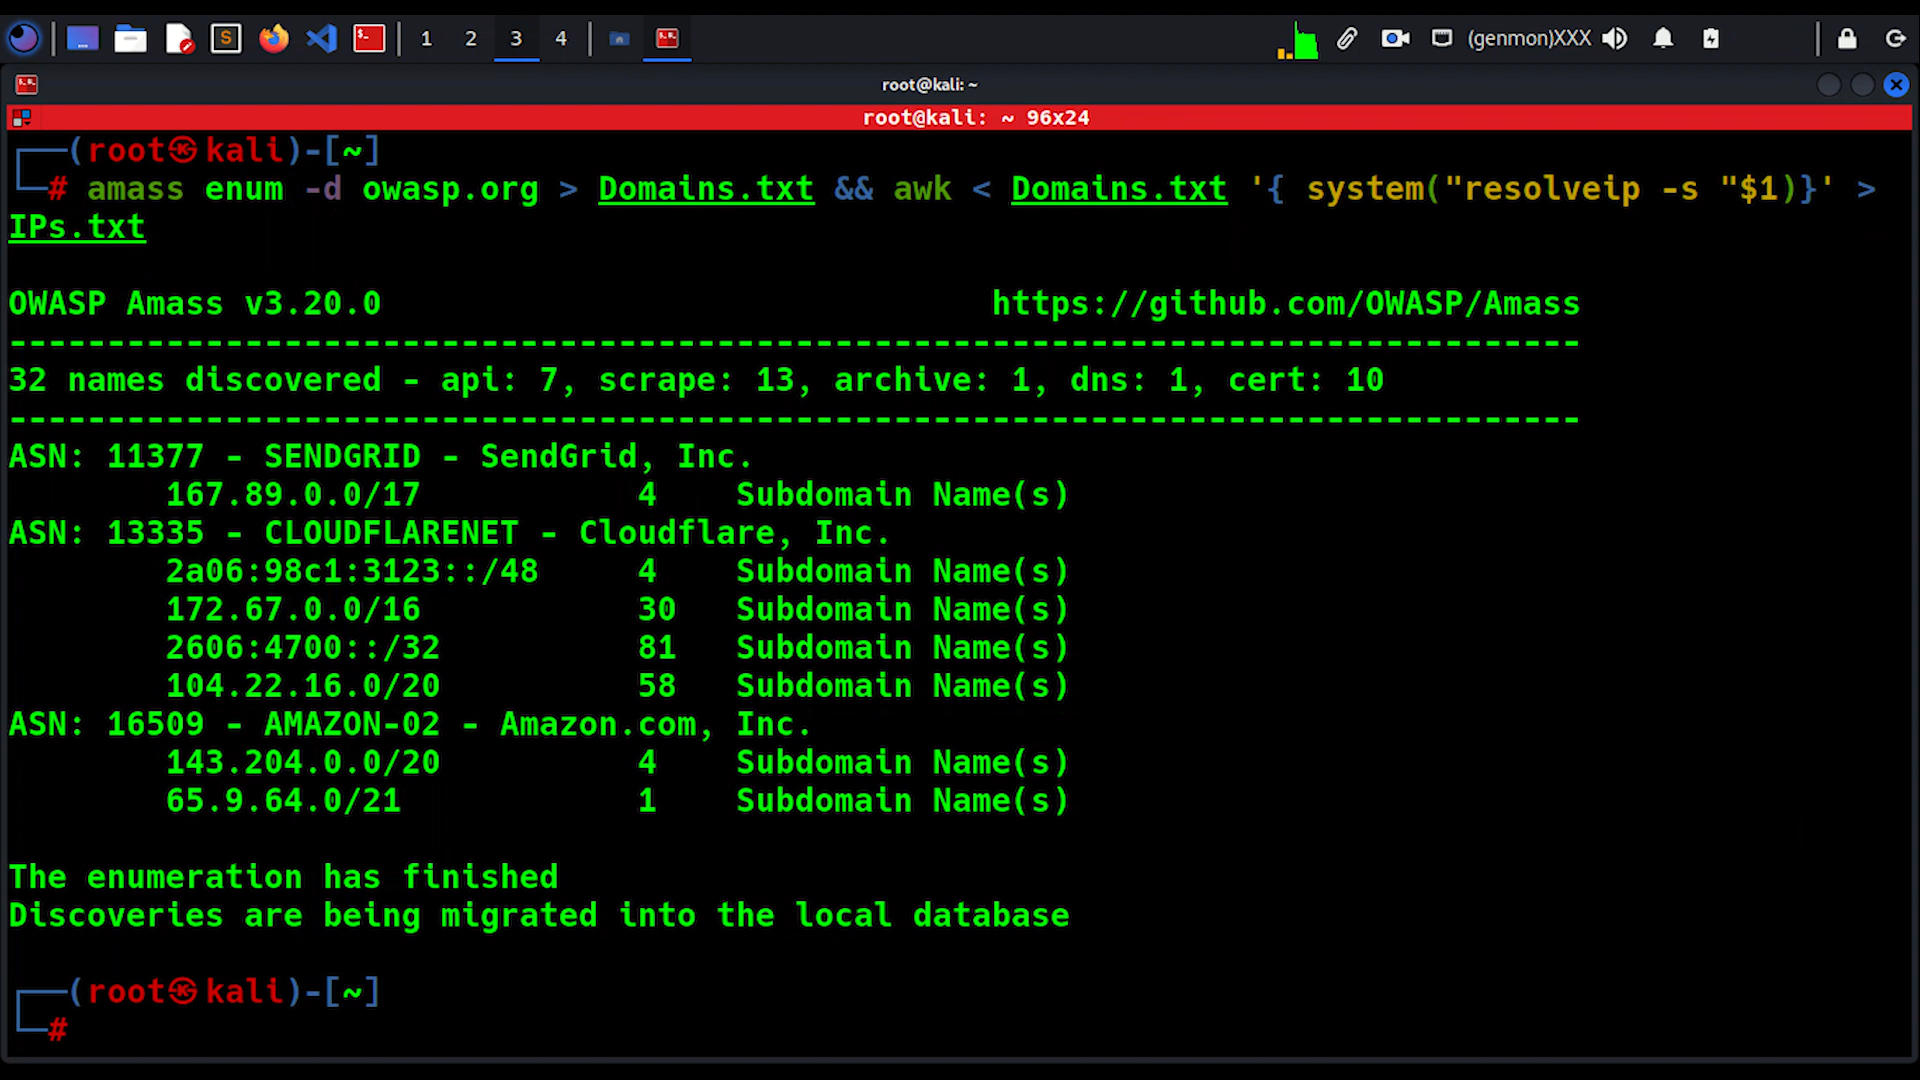 1 2 3 4 (genmon)XXX
root@kali: ~
root@kali: ~ 96x24
(root㉿kali)-[~]
# amass enum -d owasp.org > Domains.txt && awk < Domains.txt '{ system("resolveip -s "$1)}' >
IPs.txt
OWASP Amass v3.20.0 https://github.com/OWASP/Amass
--------------------------------------------------------------------------------
32 names discovered - api: 7, scrape: 13, archive: 1, dns: 1, cert: 10
--------------------------------------------------------------------------------
ASN: 11377 - SENDGRID - SendGrid, Inc.
167.89.0.0/17 4 Subdomain Name(s)
ASN: 13335 - CLOUDFLARENET - Cloudflare, Inc.
2a06:98c1:3123::/48 4 Subdomain Name(s)
172.67.0.0/16 30 Subdomain Name(s)
2606:4700::/32 81 Subdomain Name(s)
104.22.16.0/20 58 Subdomain Name(s)
ASN: 16509 - AMAZON-02 - Amazon.com, Inc.
143.204.0.0/20 4 Subdomain Name(s)
65.9.64.0/21 1 Subdomain Name(s)
The enumeration has finished
Discoveries are being migrated into the local database
(root㉿kali)-[~]
#